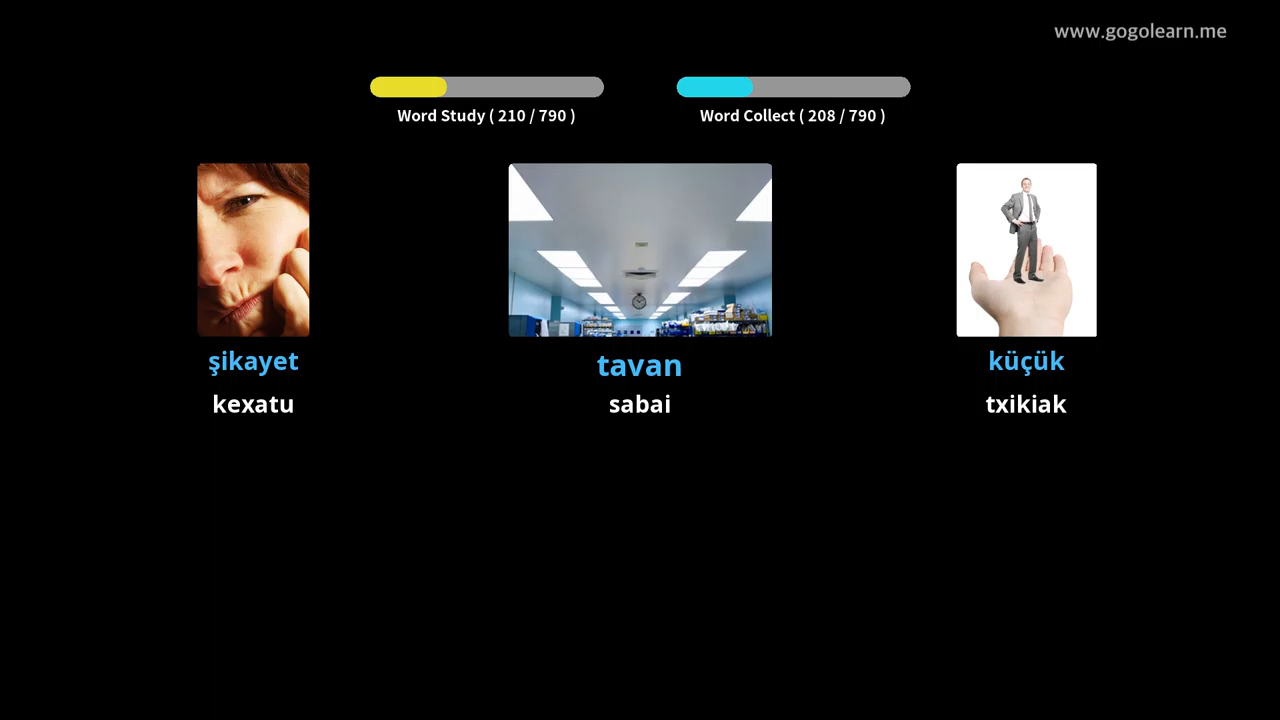 www.gogolearn.me
Word Study ( 210 / 790 )
Word Collect ( 208 / 790 )
şikayet
kexatu
tavan
sabai
küçük
txikiak